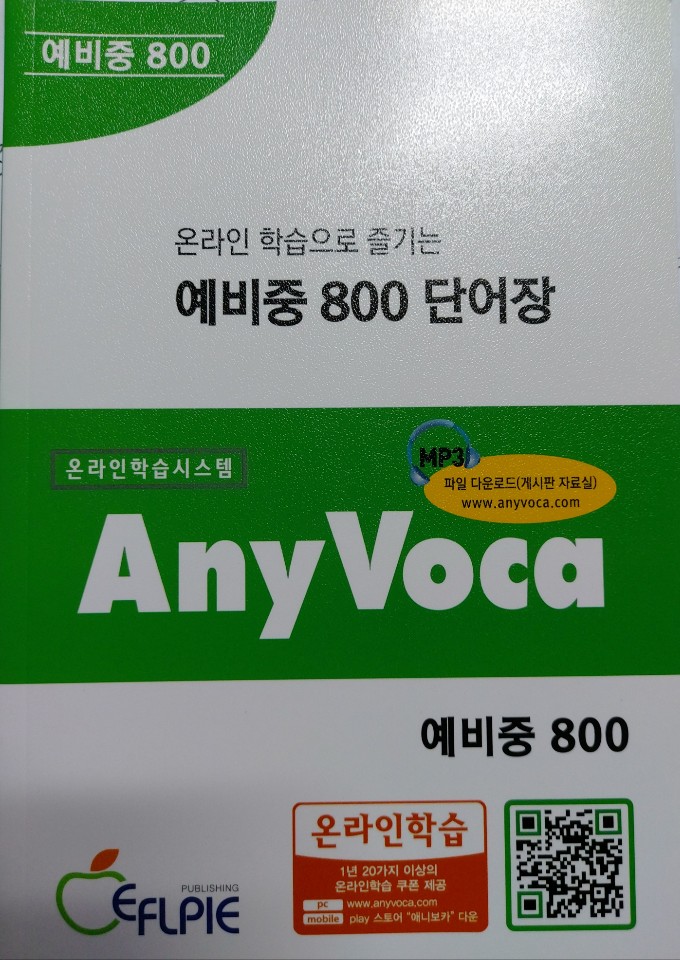 예비중 800
온라인 학습으로 즐기는
예비중 800 단어장
온라인학습시스템
MP3
파일 다운로드(게시판 자료실)
www.anyvoca.com
AnyVoca
예비중 800
온라인학습
1년 20가지 이상의
온라인학습 쿠폰 제공
pc www.anyvoca.com
mobile play 스토어 "애니보카" 다운
PUBLISHING
EFLPIE